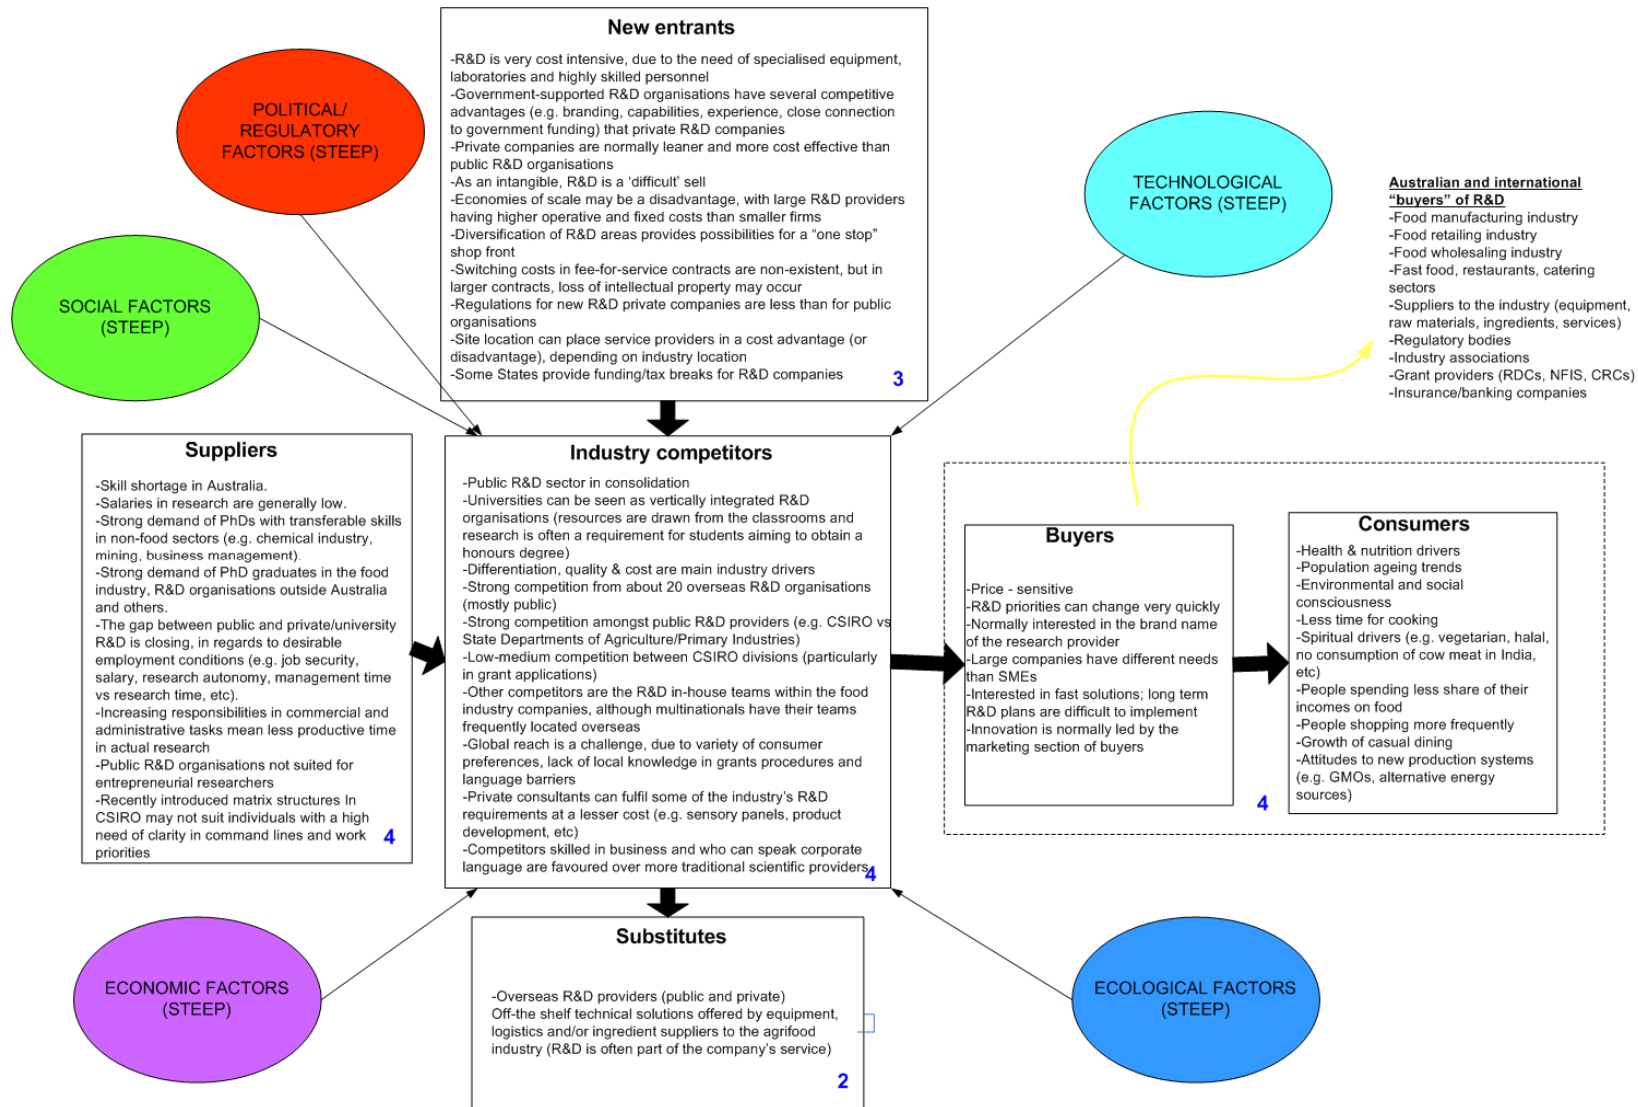 New entrants
-R&D is very cost intensive, due to the need of specialised equipment,
laboratories and highly skilled personnel
-Government-supported R&D organisations have several competitive
advantages (e.g. branding, capabilities, experience, close connection
to government funding) that private R&D companies
-Private companies are normally leaner and more cost effective than
public R&D organisations
-As an intangible, R&D is a ‘difficult’ sell
-Economies of scale may be a disadvantage, with large R&D providers
having higher operative and fixed costs than smaller firms
-Diversification of R&D areas provides possibilities for a “one stop”
shop front
-Switching costs in fee-for-service contracts are non-existent, but in
larger contracts, loss of intellectual property may occur
-Regulations for new R&D private companies are less than for public
organisations
-Site location can place service providers in a cost advantage (or
disadvantage), depending on industry location
-Some States provide funding/tax breaks for R&D companies
3
POLITICAL/
REGULATORY
FACTORS (STEEP)
SOCIAL FACTORS
(STEEP)
TECHNOLOGICAL
FACTORS (STEEP)
Australian and international
“buyers” of R&D
-Food manufacturing industry
-Food retailing industry
-Food wholesaling industry
-Fast food, restaurants, catering
sectors
-Suppliers to the industry (equipment,
raw materials, ingredients, services)
-Regulatory bodies
-Industry associations
-Grant providers (RDCs, NFIS, CRCs)
-Insurance/banking companies
Suppliers
-Skill shortage in Australia.
-Salaries in research are generally low.
-Strong demand of PhDs with transferable skills
in non-food sectors (e.g. chemical industry,
mining, business management).
-Strong demand of PhD graduates in the food
industry, R&D organisations outside Australia
and others.
-The gap between public and private/university
R&D is closing, in regards to desirable
employment conditions (e.g. job security,
salary, research autonomy, management time
vs research time, etc).
-Increasing responsibilities in commercial and
administrative tasks mean less productive time
in actual research
-Public R&D organisations not suited for
entrepreneurial researchers
-Recently introduced matrix structures In
CSIRO may not suit individuals with a high
need of clarity in command lines and work
priorities
4
Industry competitors
-Public R&D sector in consolidation
-Universities can be seen as vertically integrated R&D
organisations (resources are drawn from the classrooms and
research is often a requirement for students aiming to obtain a
honours degree)
-Differentiation, quality & cost are main industry drivers
-Strong competition from about 20 overseas R&D organisations
(mostly public)
-Strong competition amongst public R&D providers (e.g. CSIRO vs
State Departments of Agriculture/Primary Industries)
-Low-medium competition between CSIRO divisions (particularly
in grant applications)
-Other competitors are the R&D in-house teams within the food
industry companies, although multinationals have their teams
frequently located overseas
-Global reach is a challenge, due to variety of consumer
preferences, lack of local knowledge in grants procedures and
language barriers
-Private consultants can fulfil some of the industry’s R&D
requirements at a lesser cost (e.g. sensory panels, product
development, etc)
-Competitors skilled in business and who can speak corporate
language are favoured over more traditional scientific providers
4
Buyers
-Price - sensitive
-R&D priorities can change very quickly
-Normally interested in the brand name
of the research provider
-Large companies have different needs
than SMEs
-Interested in fast solutions; long term
R&D plans are difficult to implement
-Innovation is normally led by the
marketing section of buyers
4
Consumers
-Health & nutrition drivers
-Population ageing trends
-Environmental and social
consciousness
-Less time for cooking
-Spiritual drivers (e.g. vegetarian, halal,
no consumption of cow meat in India,
etc)
-People spending less share of their
incomes on food
-People shopping more frequently
-Growth of casual dining
-Attitudes to new production systems
(e.g. GMOs, alternative energy
sources)
ECONOMIC FACTORS
(STEEP)
Substitutes
-Overseas R&D providers (public and private)
Off-the shelf technical solutions offered by equipment,
logistics and/or ingredient suppliers to the agrifood
industry (R&D is often part of the company’s service)
2
ECOLOGICAL FACTORS
(STEEP)